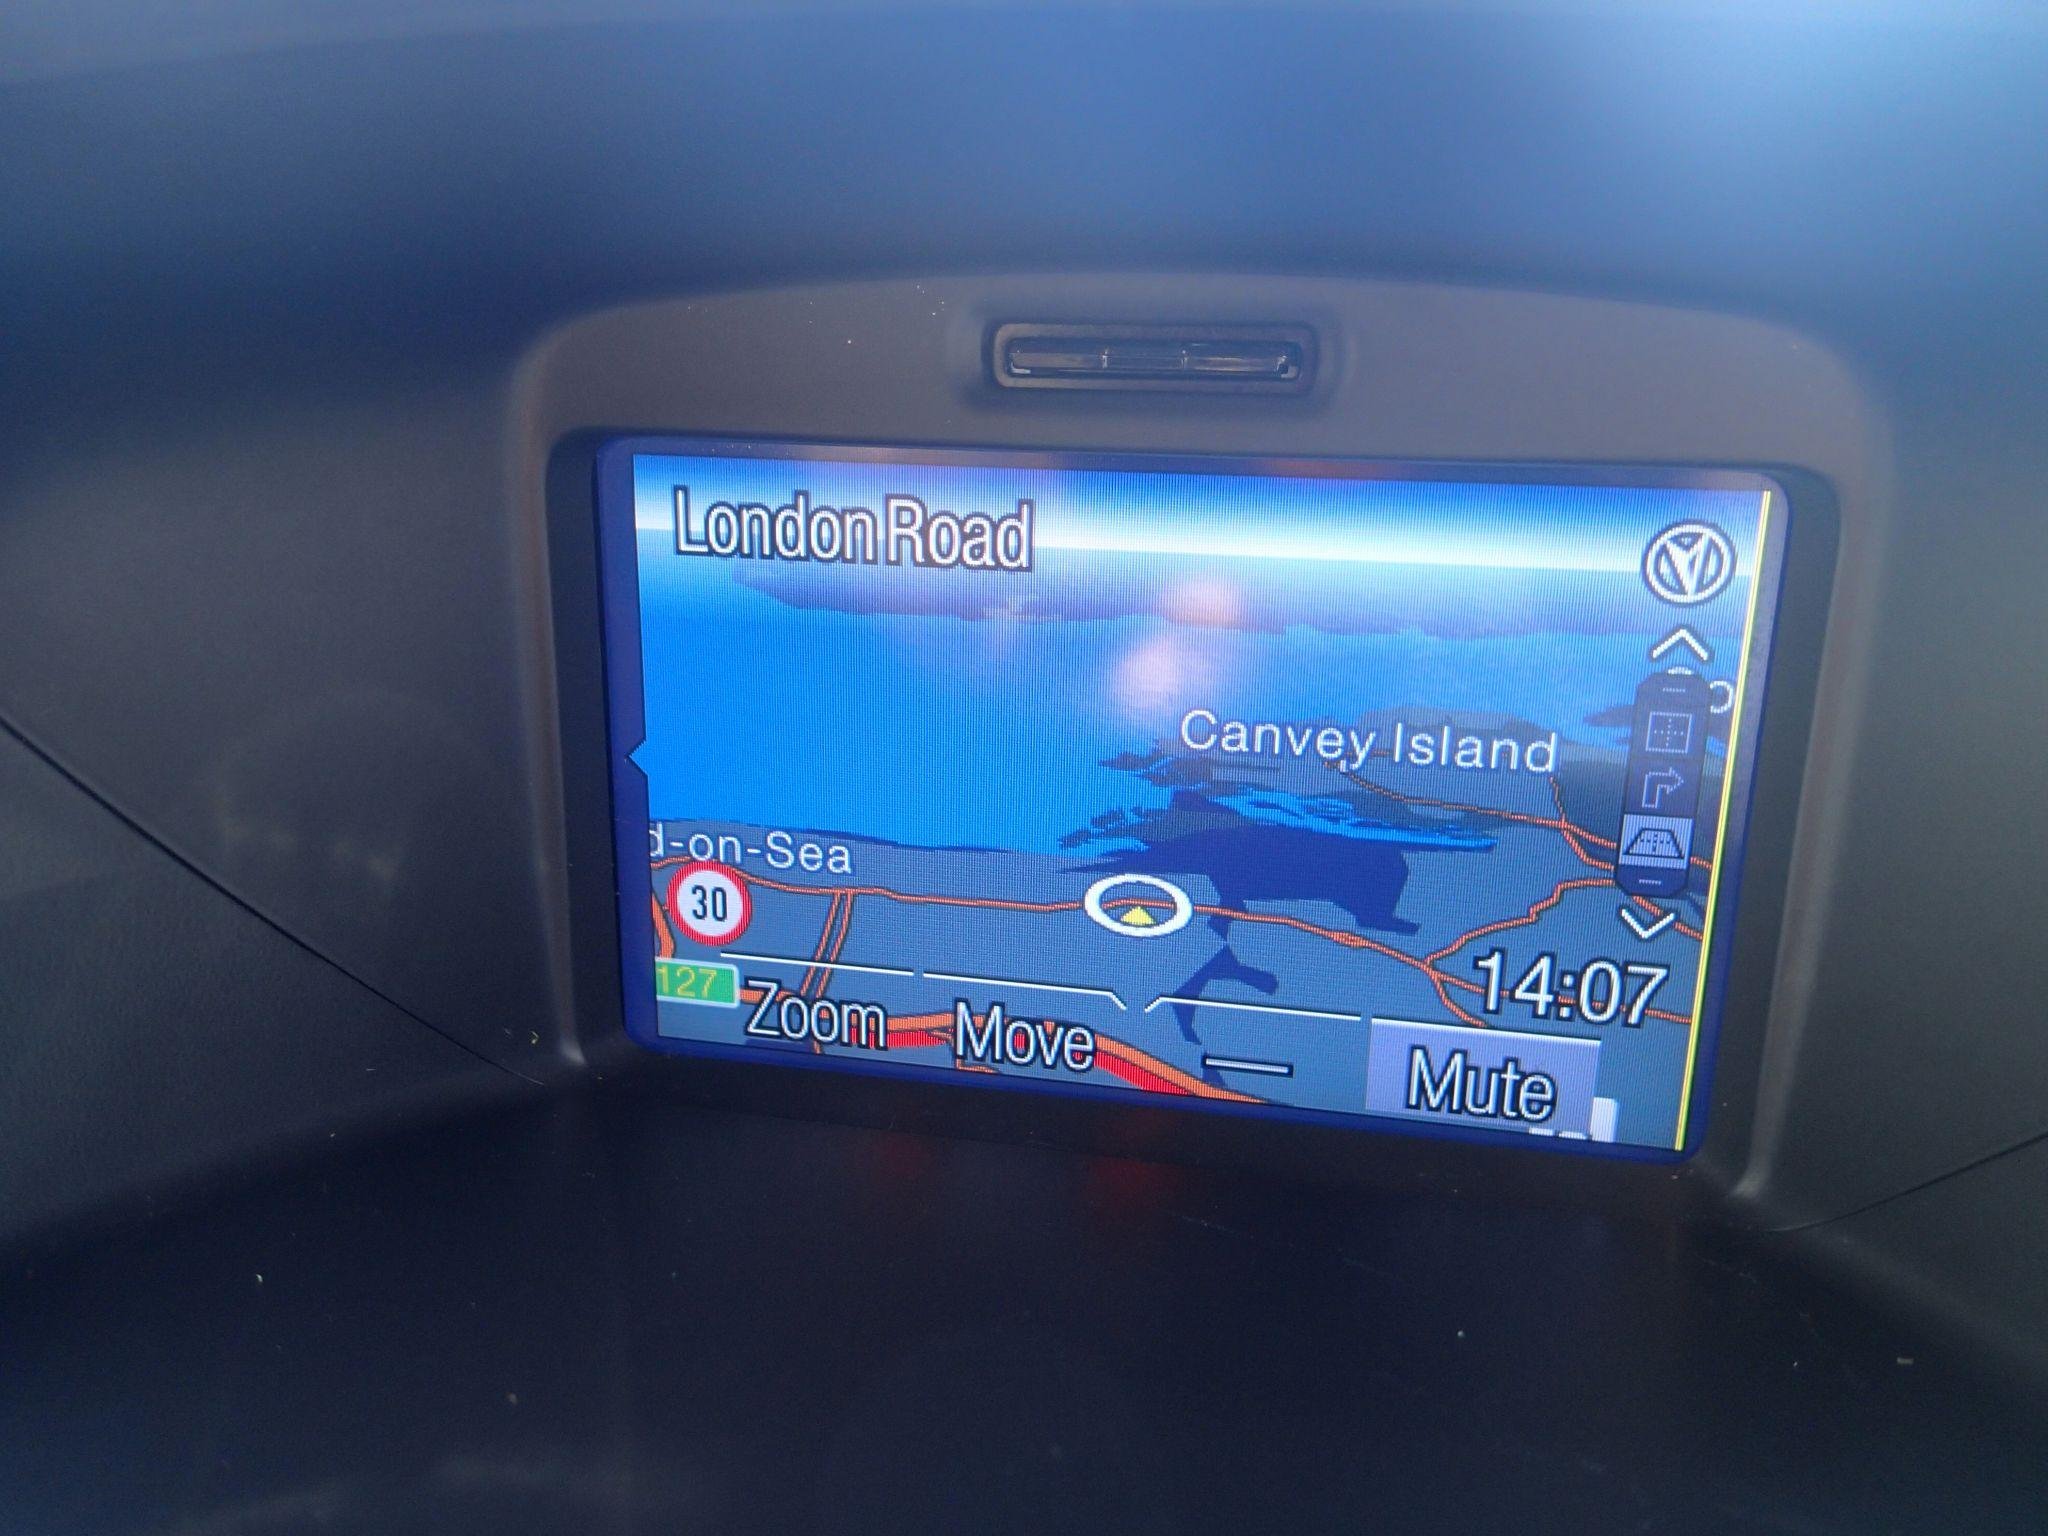 London Road
Canvey Island
d-on-Sea
30
127
14:07
Zoom
Move
Mute